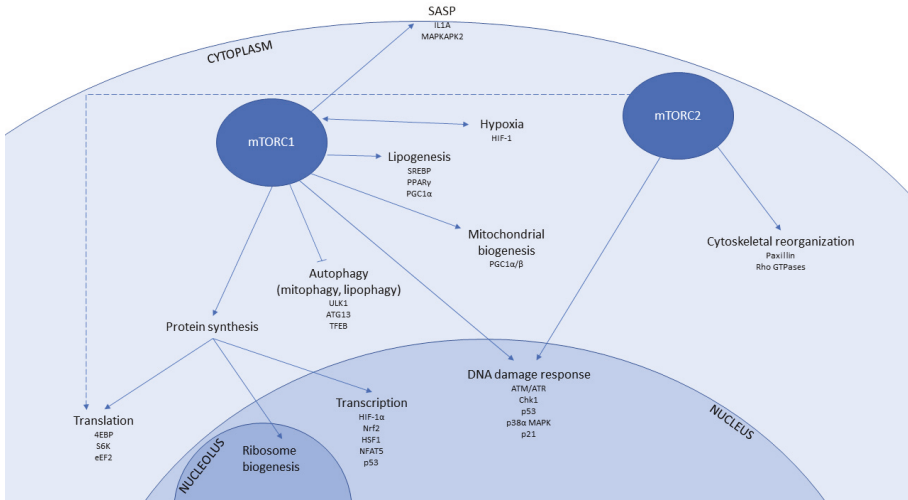 SASP
IL1A
MAPKAPK2
CYTOPLASM
mTORC1
mTORC2
Hypoxia
HIF-1
Lipogenesis
SREBP
PPARγ
PGC1α
Mitochondrial
biogenesis
PGC1α/β
Cytoskeletal reorganization
Paxillin
Rho GTPases
Autophagy
(mitophagy, lipophagy)
ULK1
ATG13
TFEB
Protein synthesis
DNA damage response
ATM/ATR
Chk1
p53
p38α MAPK
p21
Transcription
HIF-1α
Nrf2
HSF1
NFAT5
p53
Translation
4EBP
S6K
eEF2
NUCLEOLUS
Ribosome
biogenesis
NUCLEUS